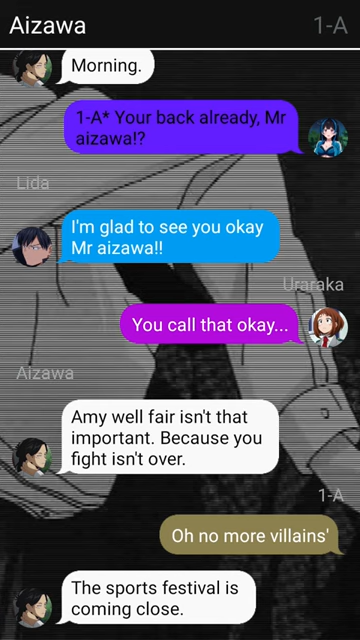 Aizawa
1-A
Morning.
1-A* Your back already, Mr
aizawa!?
Lida
I'm glad to see you okay
Mr aizawa!!
Uraraka
You call that okay...
Aizawa
Amy well fair isn't that
important. Because you
fight isn't over.
1-A
Oh no more villains'
The sports festival is
coming close.